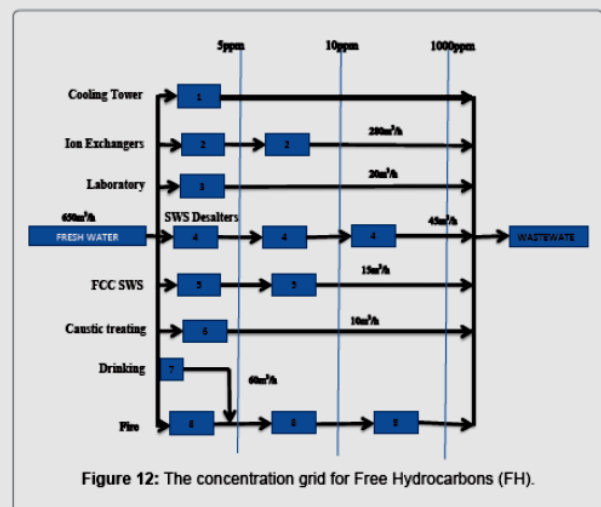 5ppm 10ppm 1000ppm
Cooling Tower 1
Ion Exchangers 2 2 280m³/h
Laboratory 3 20m³/h
650m³/h
SWS Desalters 45m³/h
FRESH WATER 4 4 4 WASTEWATE
FCC SWS 5 5 15m³/h
Caustic treating 6 10m³/h
Drinking 7 60m³/h
Fire 8 8 8
Figure 12: The concentration grid for Free Hydrocarbons (FH).